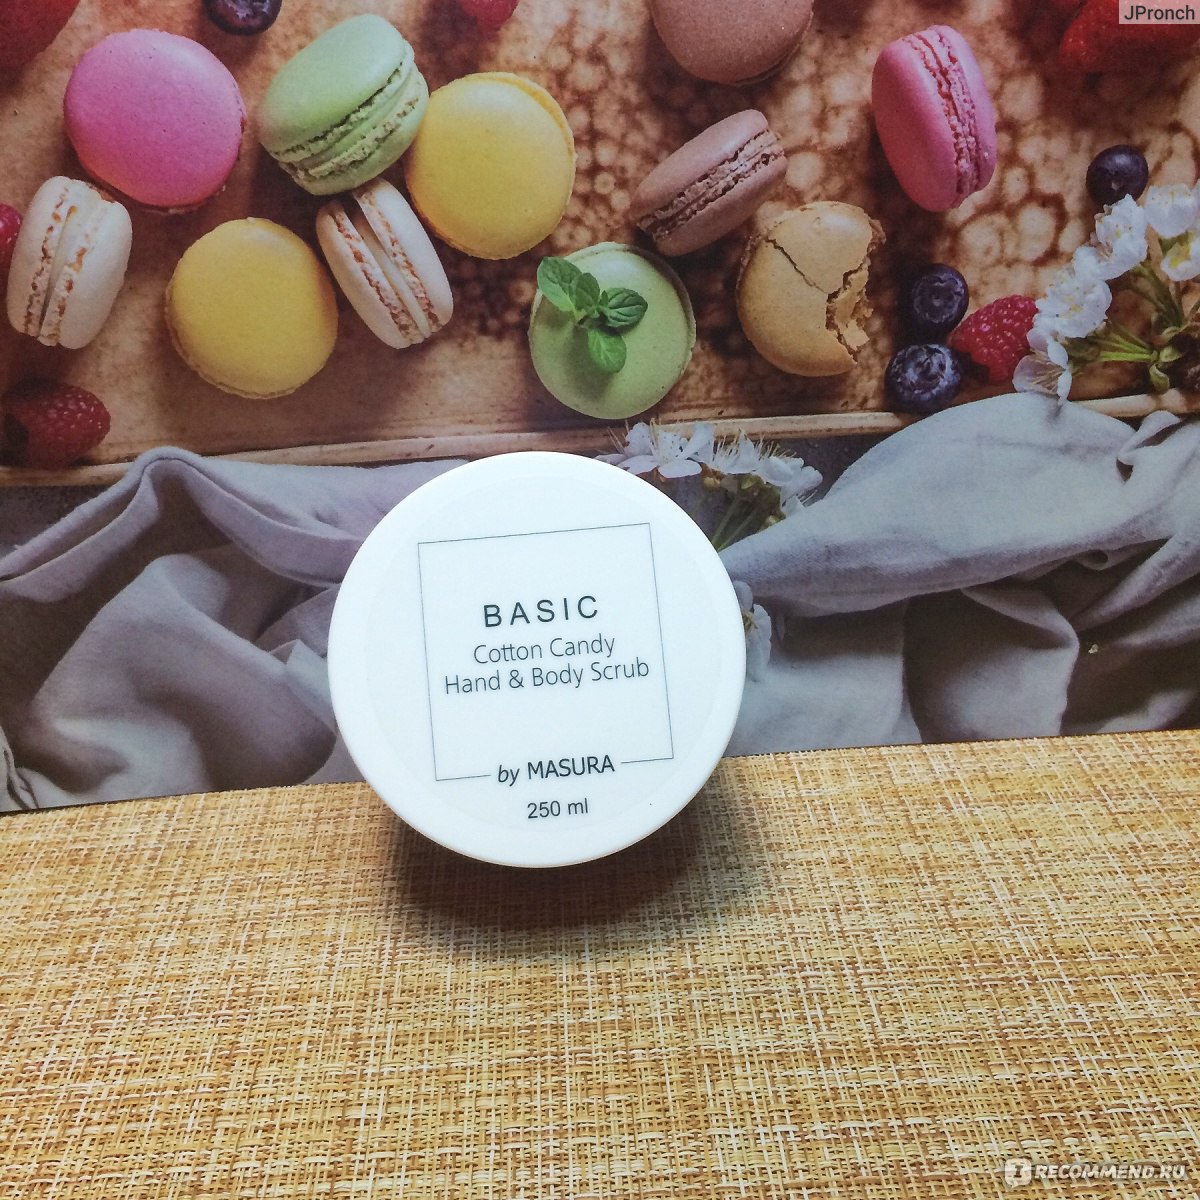 JPronch
BASIC
Cotton Candy
Hand & Body Scrub
by MASURA
250 ml
RECOMMEND.RU